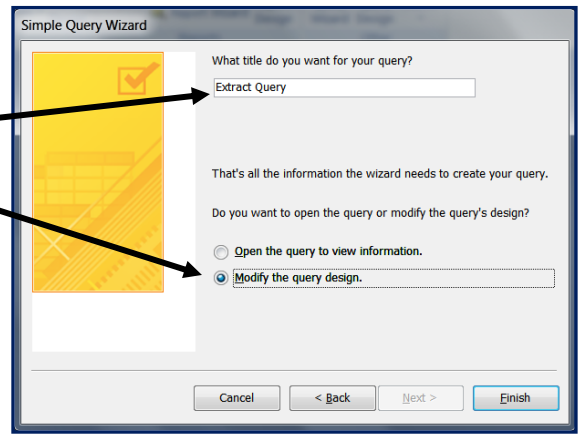 Simple Query Wizard
What title do you want for your query?
Extract Query
That's all the information the wizard needs to create your query.
Do you want to open the query or modify the query's design?
Open the query to view information.
Modify the query design.
Cancel
< Back
Next >
Finish